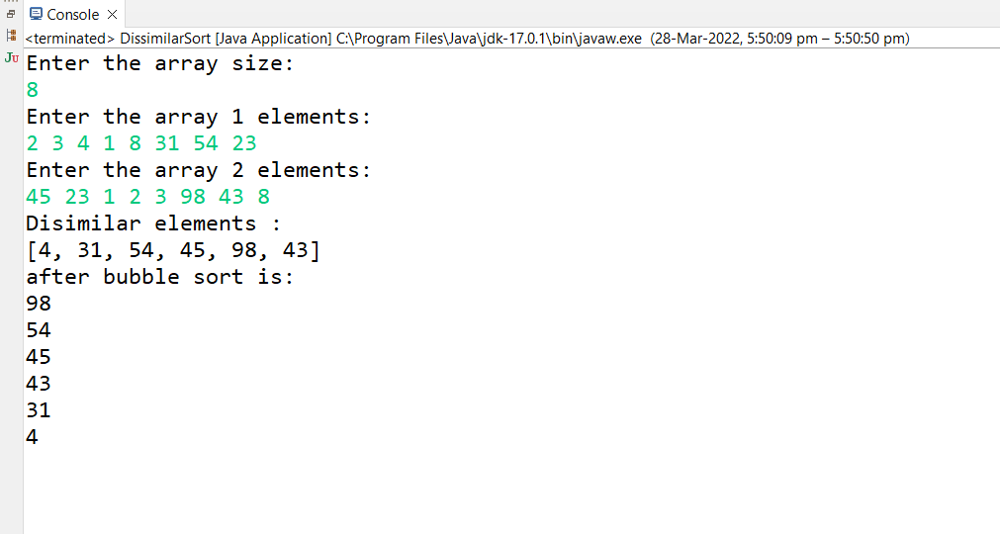 Console
<terminated> DissimilarSort [Java Application] C:\Program Files\Java\jdk-17.0.1\bin\javaw.exe (28-Mar-2022, 5:50:09 pm – 5:50:50 pm)
Ju
Enter the array size:
8
Enter the array 1 elements:
2 3 4 1 8 31 54 23
Enter the array 2 elements:
45 23 1 2 3 98 43 8
Disimilar elements :
[4, 31, 54, 45, 98, 43]
after bubble sort is:
98
54
45
43
31
4